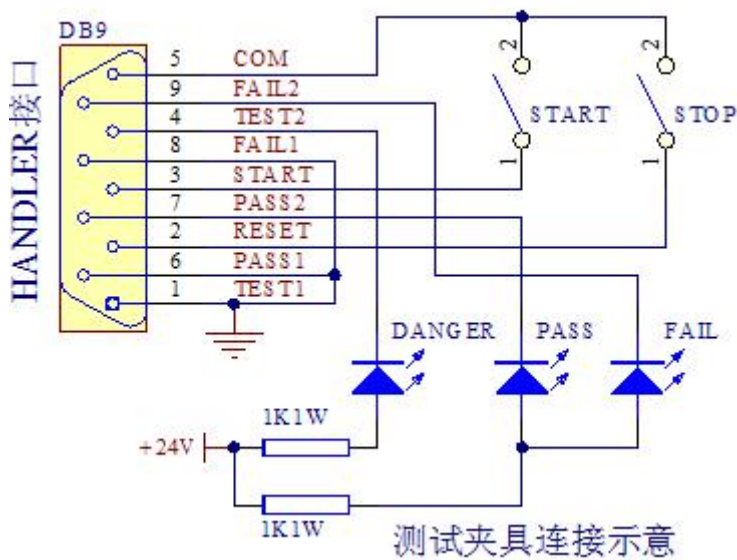 DB9
HANDLER接口
5 COM
9 FAIL2
4 TEST2
8 FAIL1
3 START
7 PASS2
2 RESET
6 PASS1
1 TEST1
2
START
1
2
STOP
1
DANGER
PASS
FAIL
1K1W
+24V
1K1W
测试夹具连接示意